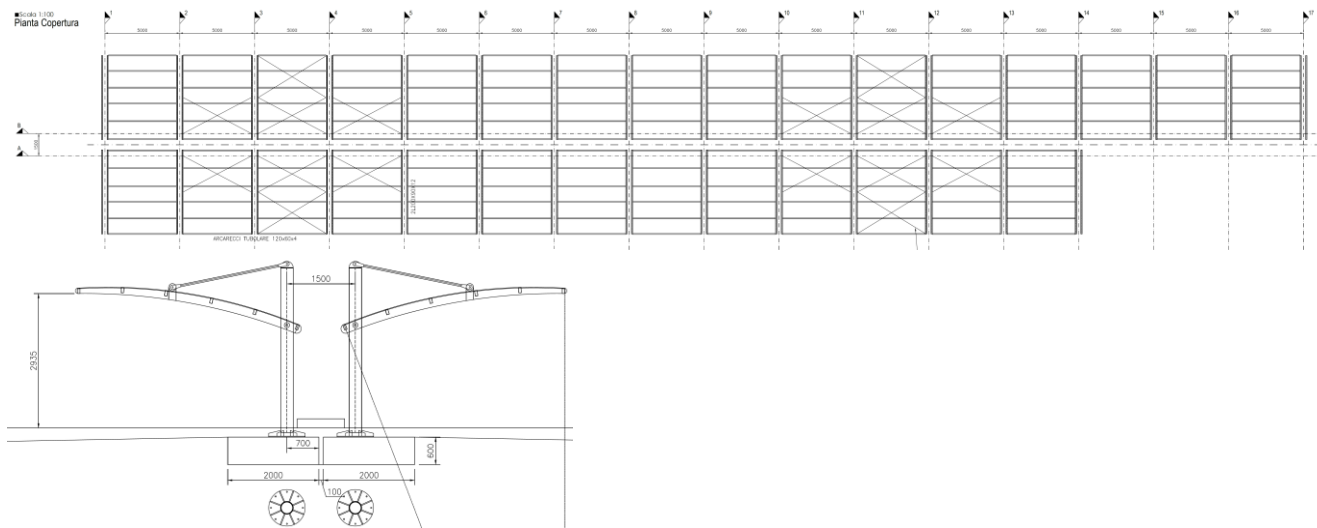 Scala 1:100
Pianta Copertura
1 2 3 4 5 6 7 8 9 10 11 12 13 14 15 16 17
5000 5000 5000 5000 5000 5000 5000 5000 5000 5000 5000 5000 5000 5000 5000 5000
B
1500
A
ARCARECCI TUBOLARE 120x60x4
1500
2935
700
600
2000 2000
100